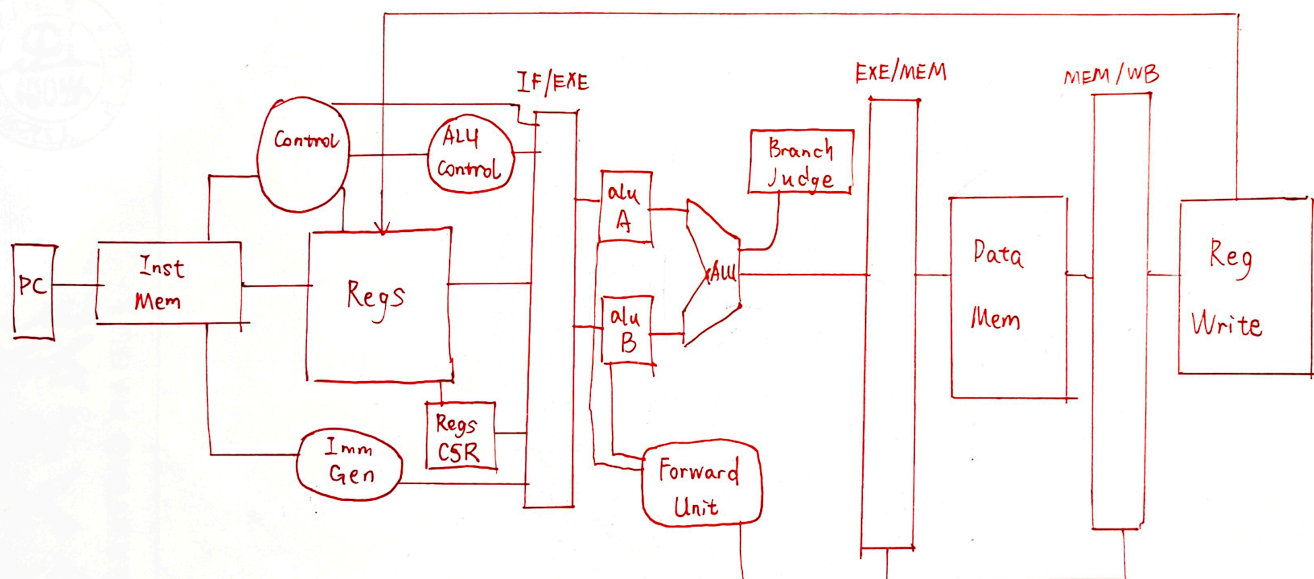 IF/EXE
EXE/MEM
MEM/WB
Control
ALU
Control
Branch
Judge
alu
A
PC
Inst
Mem
Regs
ALU
Data
Mem
Reg
Write
alu
B
Regs
CSR
Imm
Gen
Forward
Unit